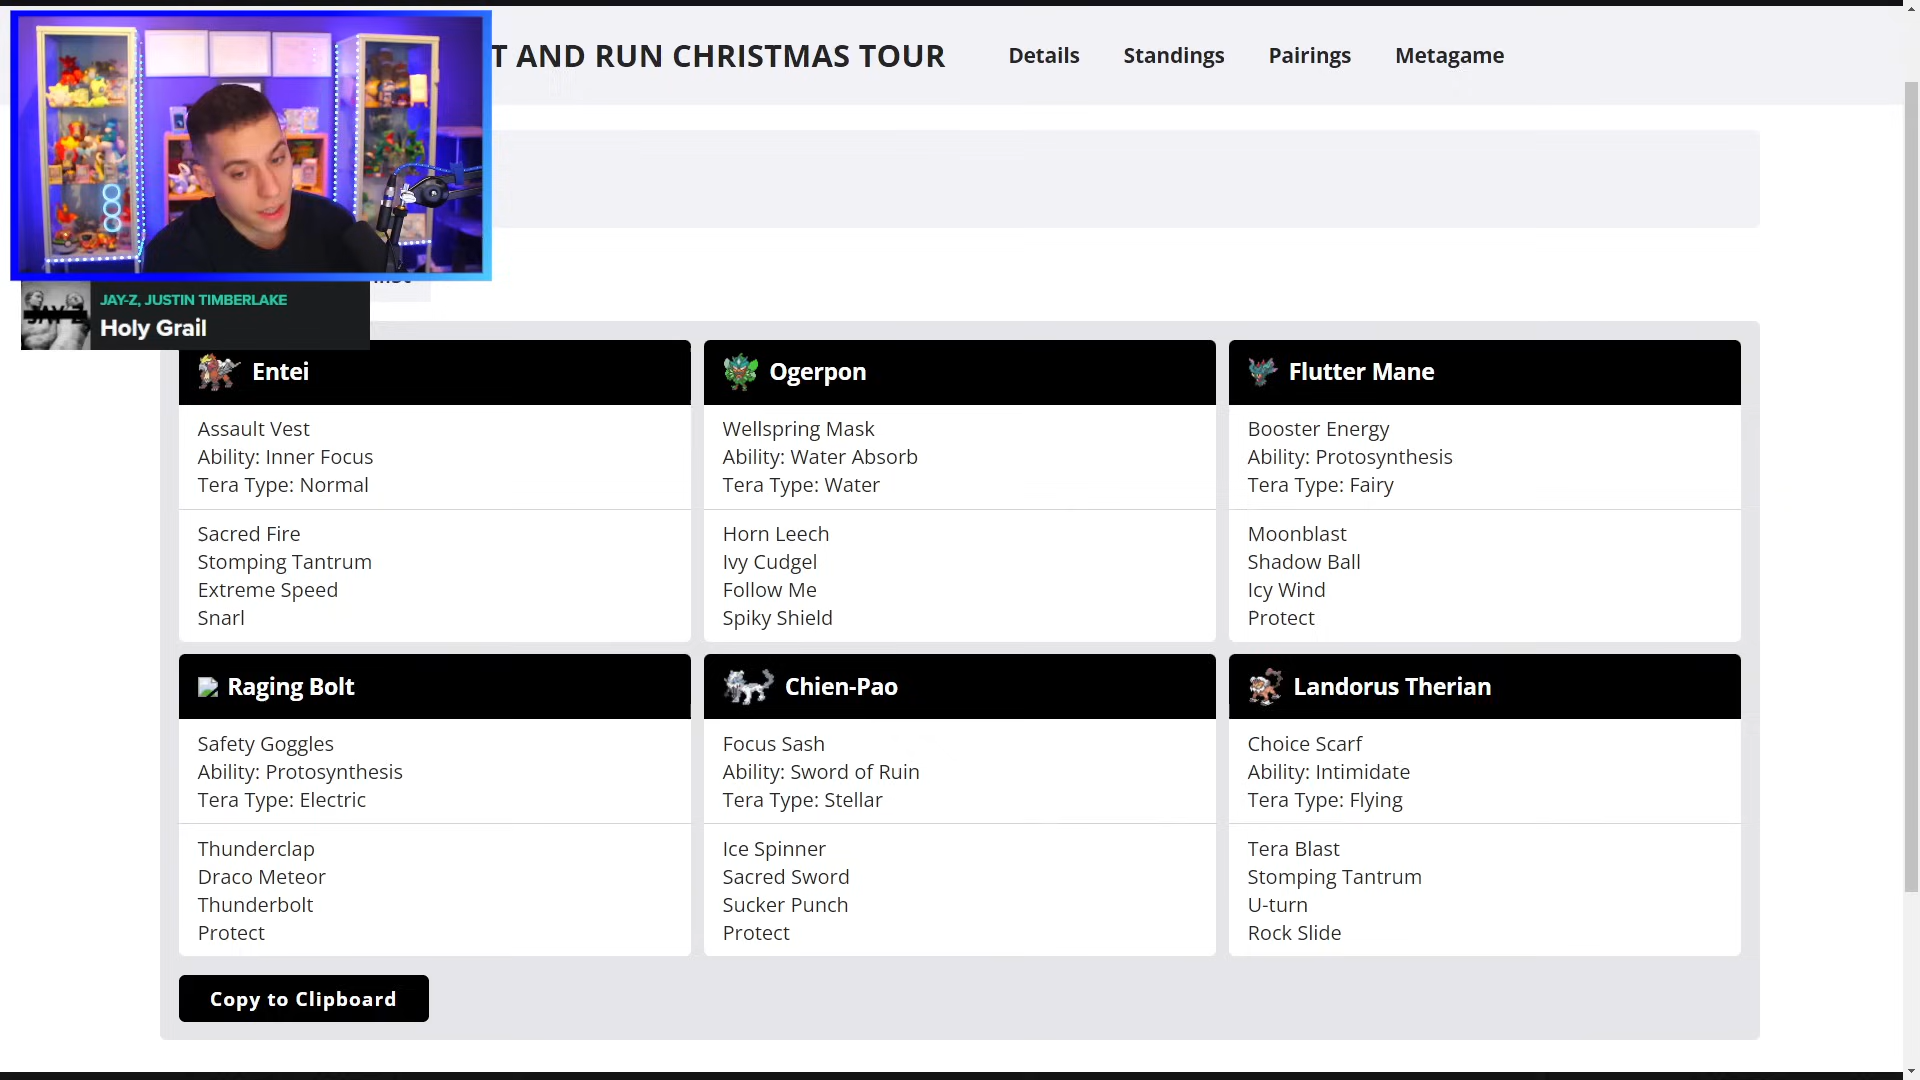 T AND RUN CHRISTMAS TOUR
Details
Standings
Pairings
Metagame
JAY-Z, JUSTIN TIMBERLAKE
Holy Grail
Entei
Assault Vest
Ability: Inner Focus
Tera Type: Normal
Sacred Fire
Stomping Tantrum
Extreme Speed
Snarl
Ogerpon
Wellspring Mask
Ability: Water Absorb
Tera Type: Water
Horn Leech
Ivy Cudgel
Follow Me
Spiky Shield
Flutter Mane
Booster Energy
Ability: Protosynthesis
Tera Type: Fairy
Moonblast
Shadow Ball
Icy Wind
Protect
Raging Bolt
Safety Goggles
Ability: Protosynthesis
Tera Type: Electric
Thunderclap
Draco Meteor
Thunderbolt
Protect
Chien-Pao
Focus Sash
Ability: Sword of Ruin
Tera Type: Stellar
Ice Spinner
Sacred Sword
Sucker Punch
Protect
Landorus Therian
Choice Scarf
Ability: Intimidate
Tera Type: Flying
Tera Blast
Stomping Tantrum
U-turn
Rock Slide
Copy to Clipboard